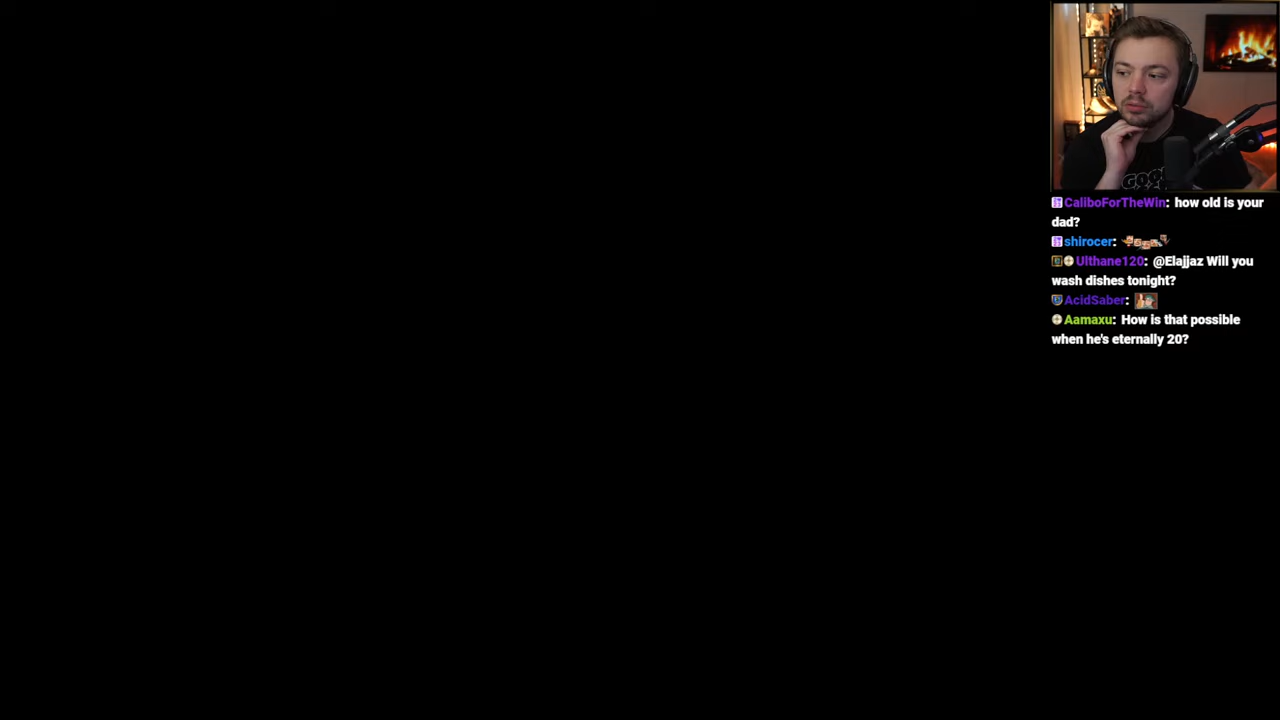 GOOD
CaliboForTheWin: how old is your
dad?
shirocer:
Ulthane120: @Elajjaz Will you
wash dishes tonight?
AcidSaber:
Aamaxu: How is that possible
when he's eternally 20?